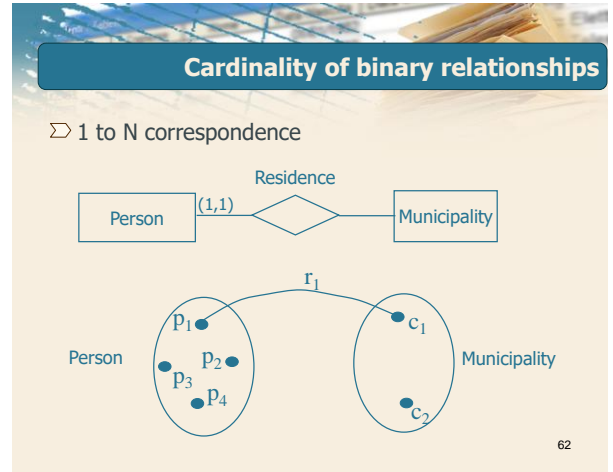 Cardinality of binary relationships
1 to N correspondence
Residence
Person (1,1) Municipality
r1
p1 c1
Person p2 Municipality
p3
p4 c2
62